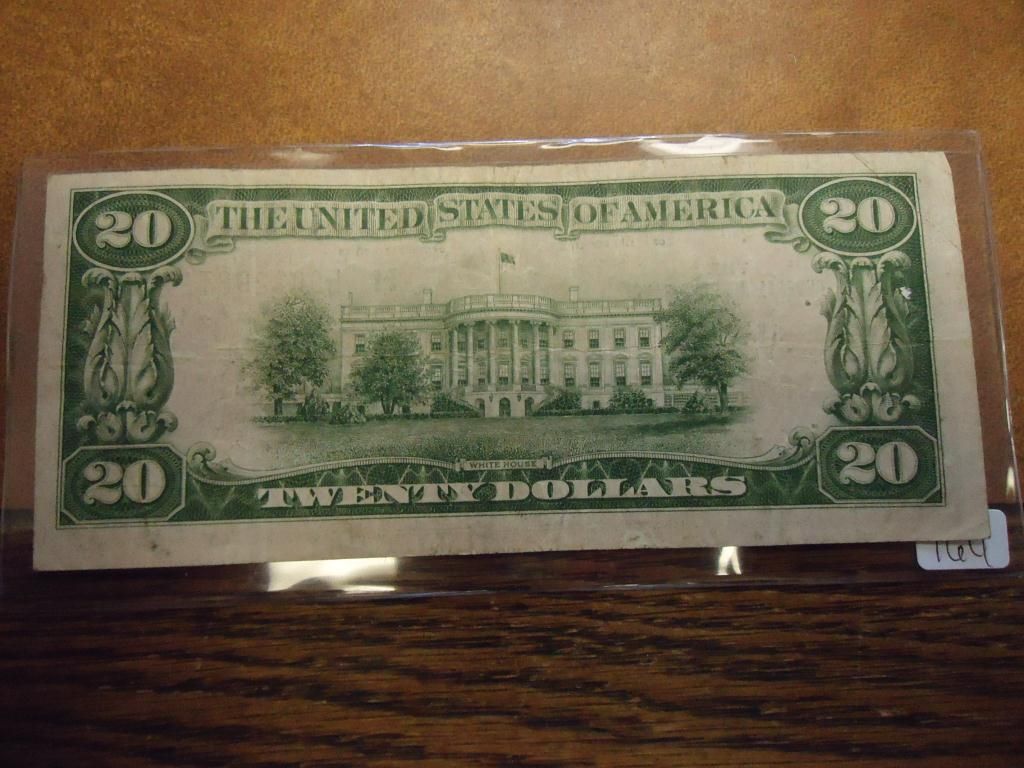 20 THE UNITED STATES OF AMERICA 20
WHITE HOUSE
20 TWENTY DOLLARS 20
164